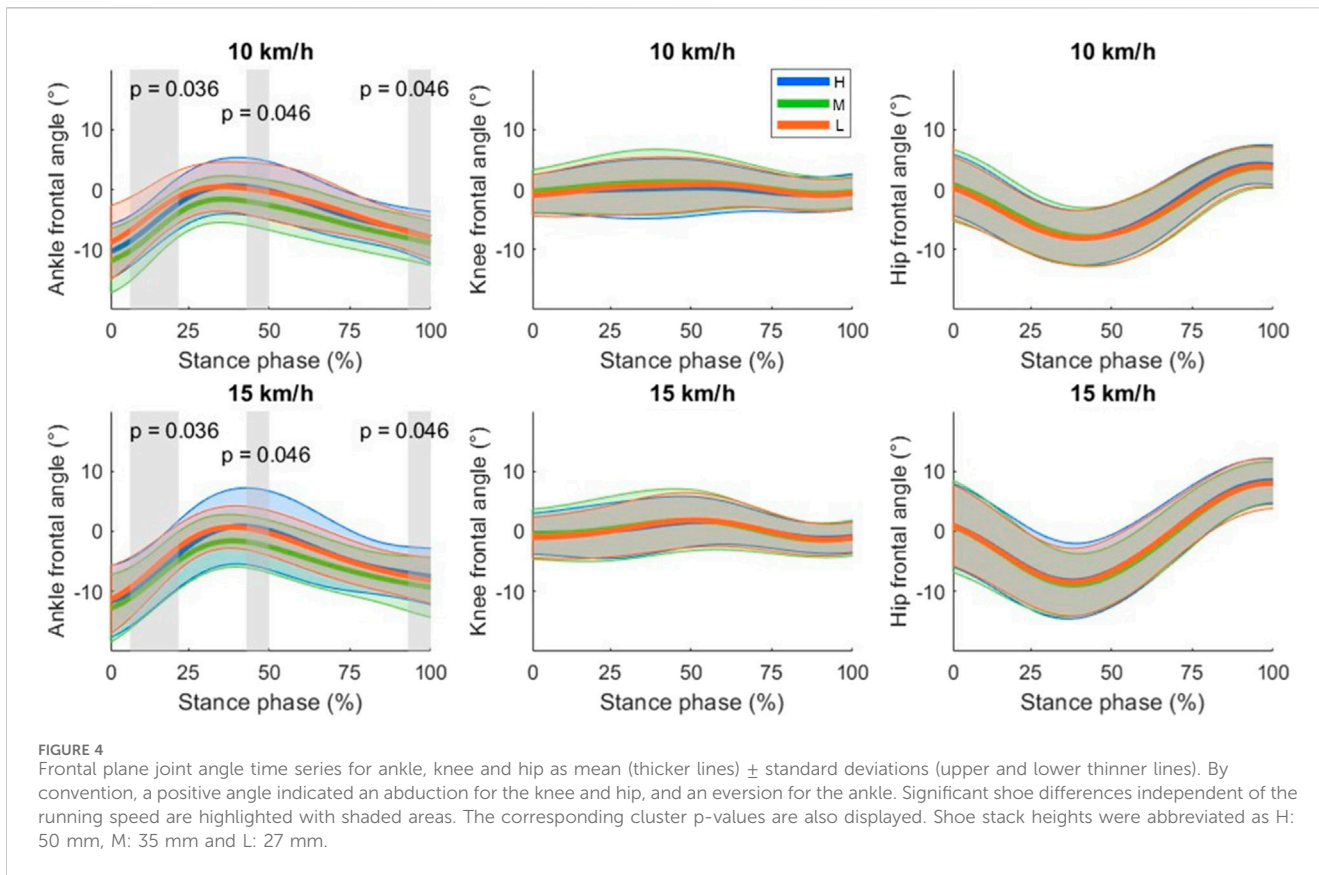 10 km/h
10 km/h
10 km/h
Ankle frontal angle (°)
10
0
-10
p = 0.036
p = 0.046
p = 0.046
0 25 50 75 100
Stance phase (%)
Knee frontal angle (°)
10
0
-10
H
M
L
0 25 50 75 100
Stance phase (%)
Hip frontal angle (°)
10
0
-10
0 25 50 75 100
Stance phase (%)
15 km/h
15 km/h
15 km/h
Ankle frontal angle (°)
10
0
-10
p = 0.036
p = 0.046
p = 0.046
0 25 50 75 100
Stance phase (%)
Knee frontal angle (°)
10
0
-10
0 25 50 75 100
Stance phase (%)
Hip frontal angle (°)
10
0
-10
0 25 50 75 100
Stance phase (%)
FIGURE 4
Frontal plane joint angle time series for ankle, knee and hip as mean (thicker lines) ± standard deviations (upper and lower thinner lines). By
convention, a positive angle indicated an abduction for the knee and hip, and an eversion for the ankle. Significant shoe differences independent of the
running speed are highlighted with shaded areas. The corresponding cluster p-values are also displayed. Shoe stack heights were abbreviated as H:
50 mm, M: 35 mm and L: 27 mm.